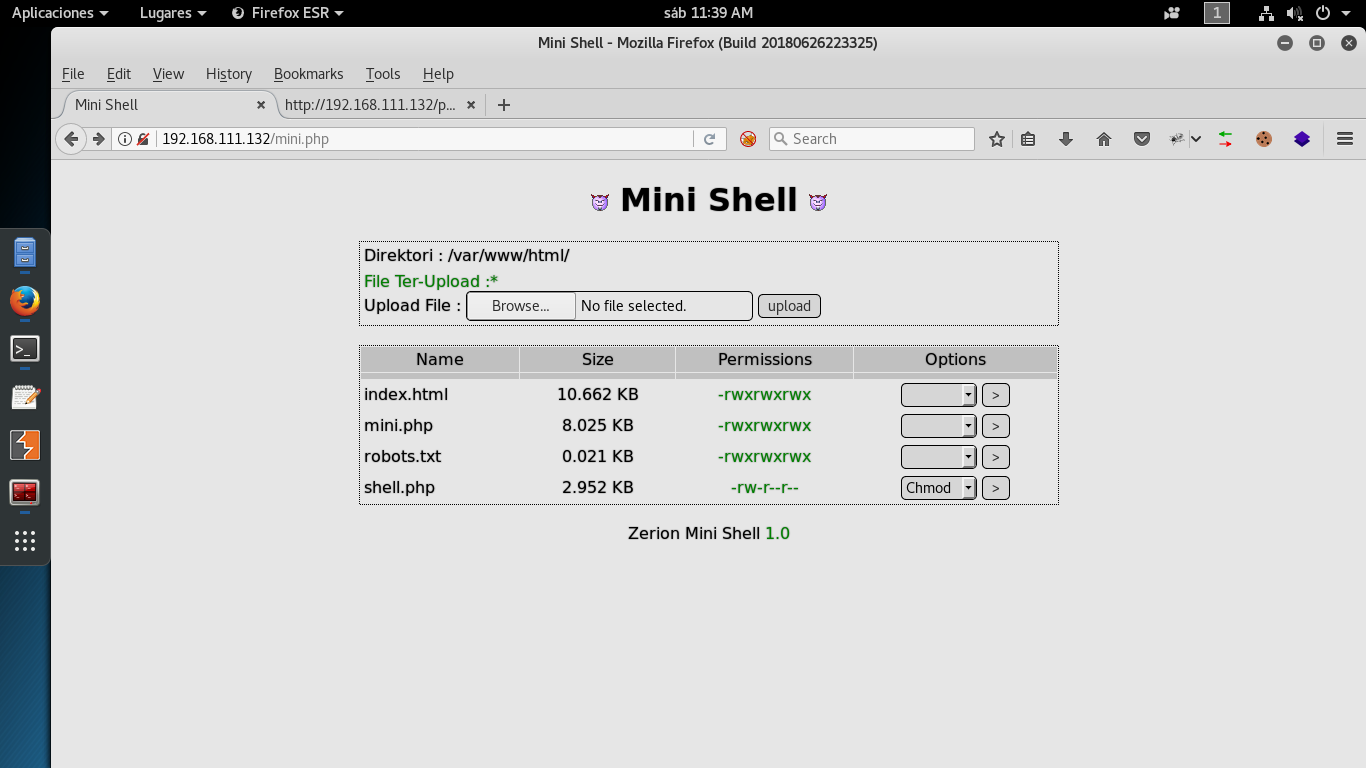 Aplicaciones Lugares Firefox ESR sáb 11:39 AM 1
Mini Shell - Mozilla Firefox (Build 20180626223325)
File Edit View History Bookmarks Tools Help
Mini Shell http://192.168.111.132/p...
192.168.111.132/mini.php Search
Mini Shell
Direktori : /var/www/html/
File Ter-Upload :*
Upload File : Browse... No file selected. upload
Name Size Permissions Options
index.html 10.662 KB -rwxrwxrwx >
mini.php 8.025 KB -rwxrwxrwx >
robots.txt 0.021 KB -rwxrwxrwx >
shell.php 2.952 KB -rw-r--r-- Chmod >
Zerion Mini Shell 1.0